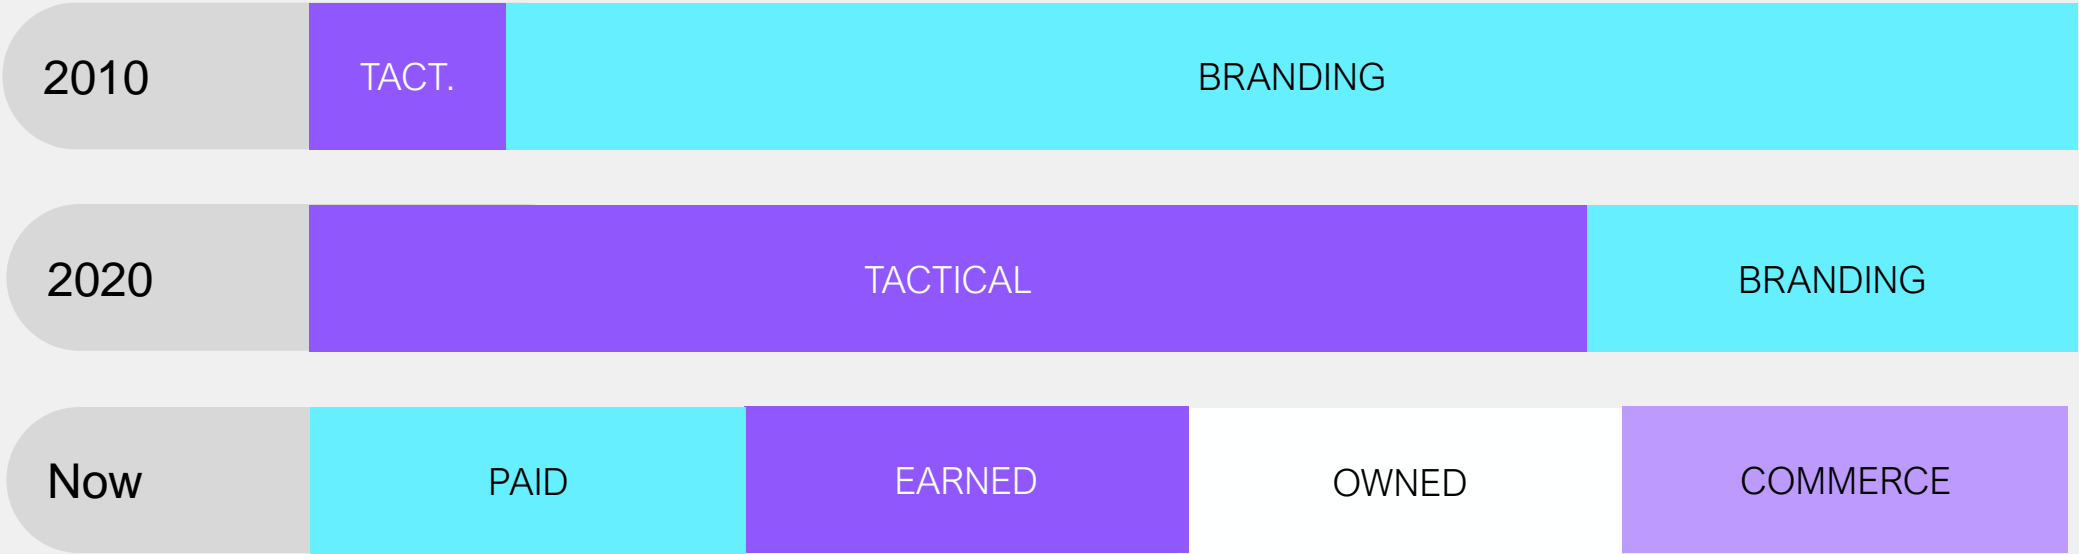 2010
TACT.
BRANDING
2020
TACTICAL
BRANDING
Now
PAID
EARNED
OWNED
COMMERCE